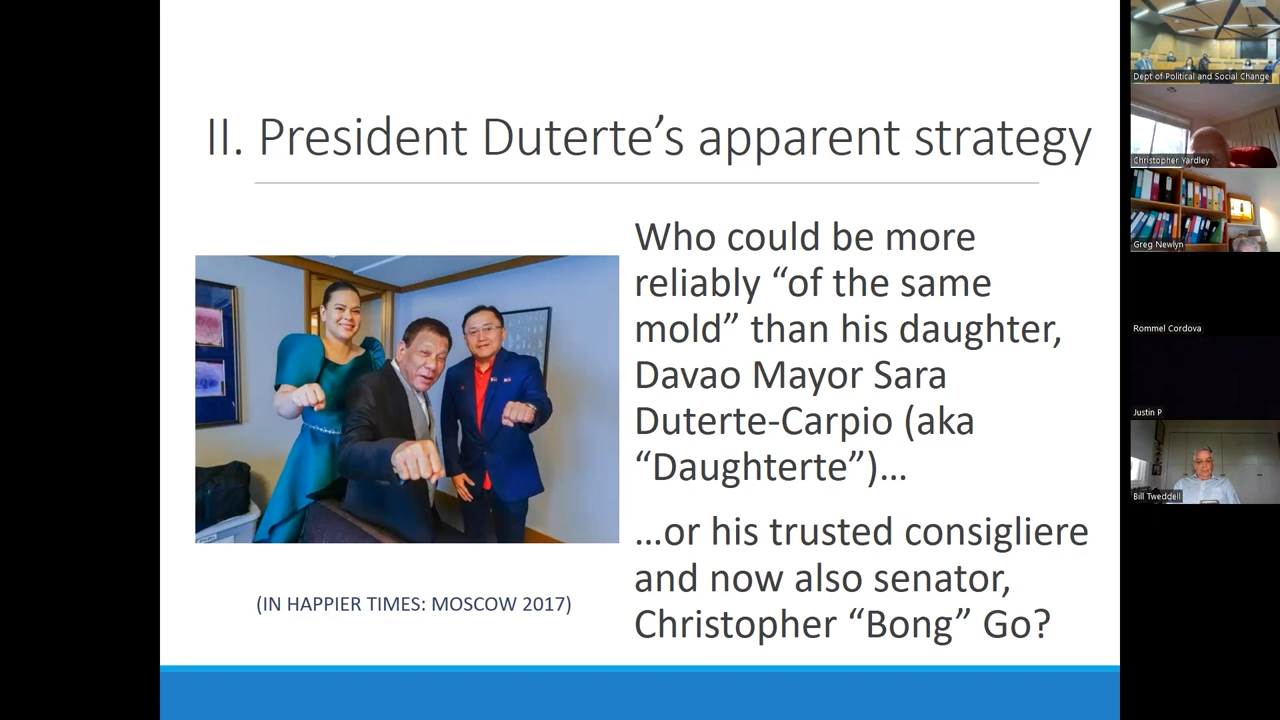 II. President Duterte’s apparent strategy
Who could be more
reliably “of the same
mold” than his daughter,
Davao Mayor Sara
Duterte-Carpio (aka
“Daughterte”)…
…or his trusted consigliere
and now also senator,
Christopher “Bong” Go?
(IN HAPPIER TIMES: MOSCOW 2017)
Dept of Political and Social Change
Christopher Yardley
Greg Newlyn
Rommel Cordova
Justin P
Bill Tweddell